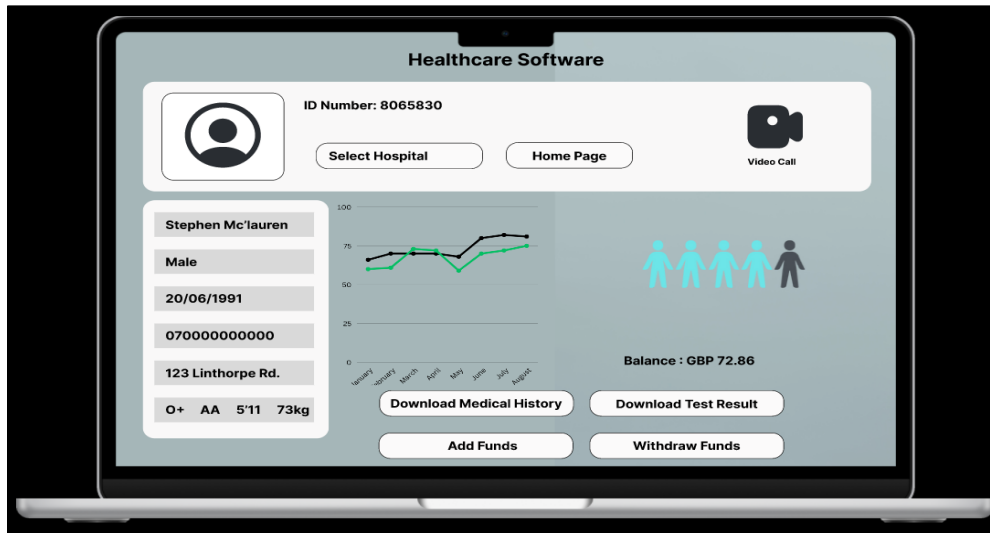 Healthcare Software
ID Number: 8065830
Select Hospital
Home Page
Video Call
Stephen Mc'lauren
Male
20/06/1991
070000000000
123 Linthorpe Rd.
O+ AA 5'11 73kg
100
75
50
25
0
January February March April May June July August
Balance : GBP 72.86
Download Medical History
Download Test Result
Add Funds
Withdraw Funds